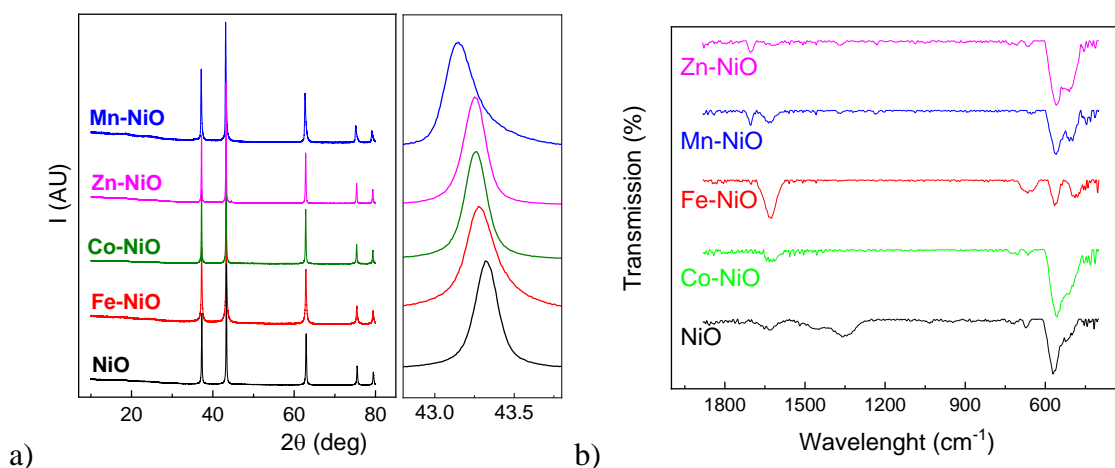 I (AU)
Mn-NiO
Zn-NiO
Co-NiO
Fe-NiO
NiO
20 40 60 80
2θ (deg)
43.0 43.5
a)
Transmission (%)
Zn-NiO
Mn-NiO
Fe-NiO
Co-NiO
NiO
1800 1500 1200 900 600
Wavelenght (cm⁻¹)
b)